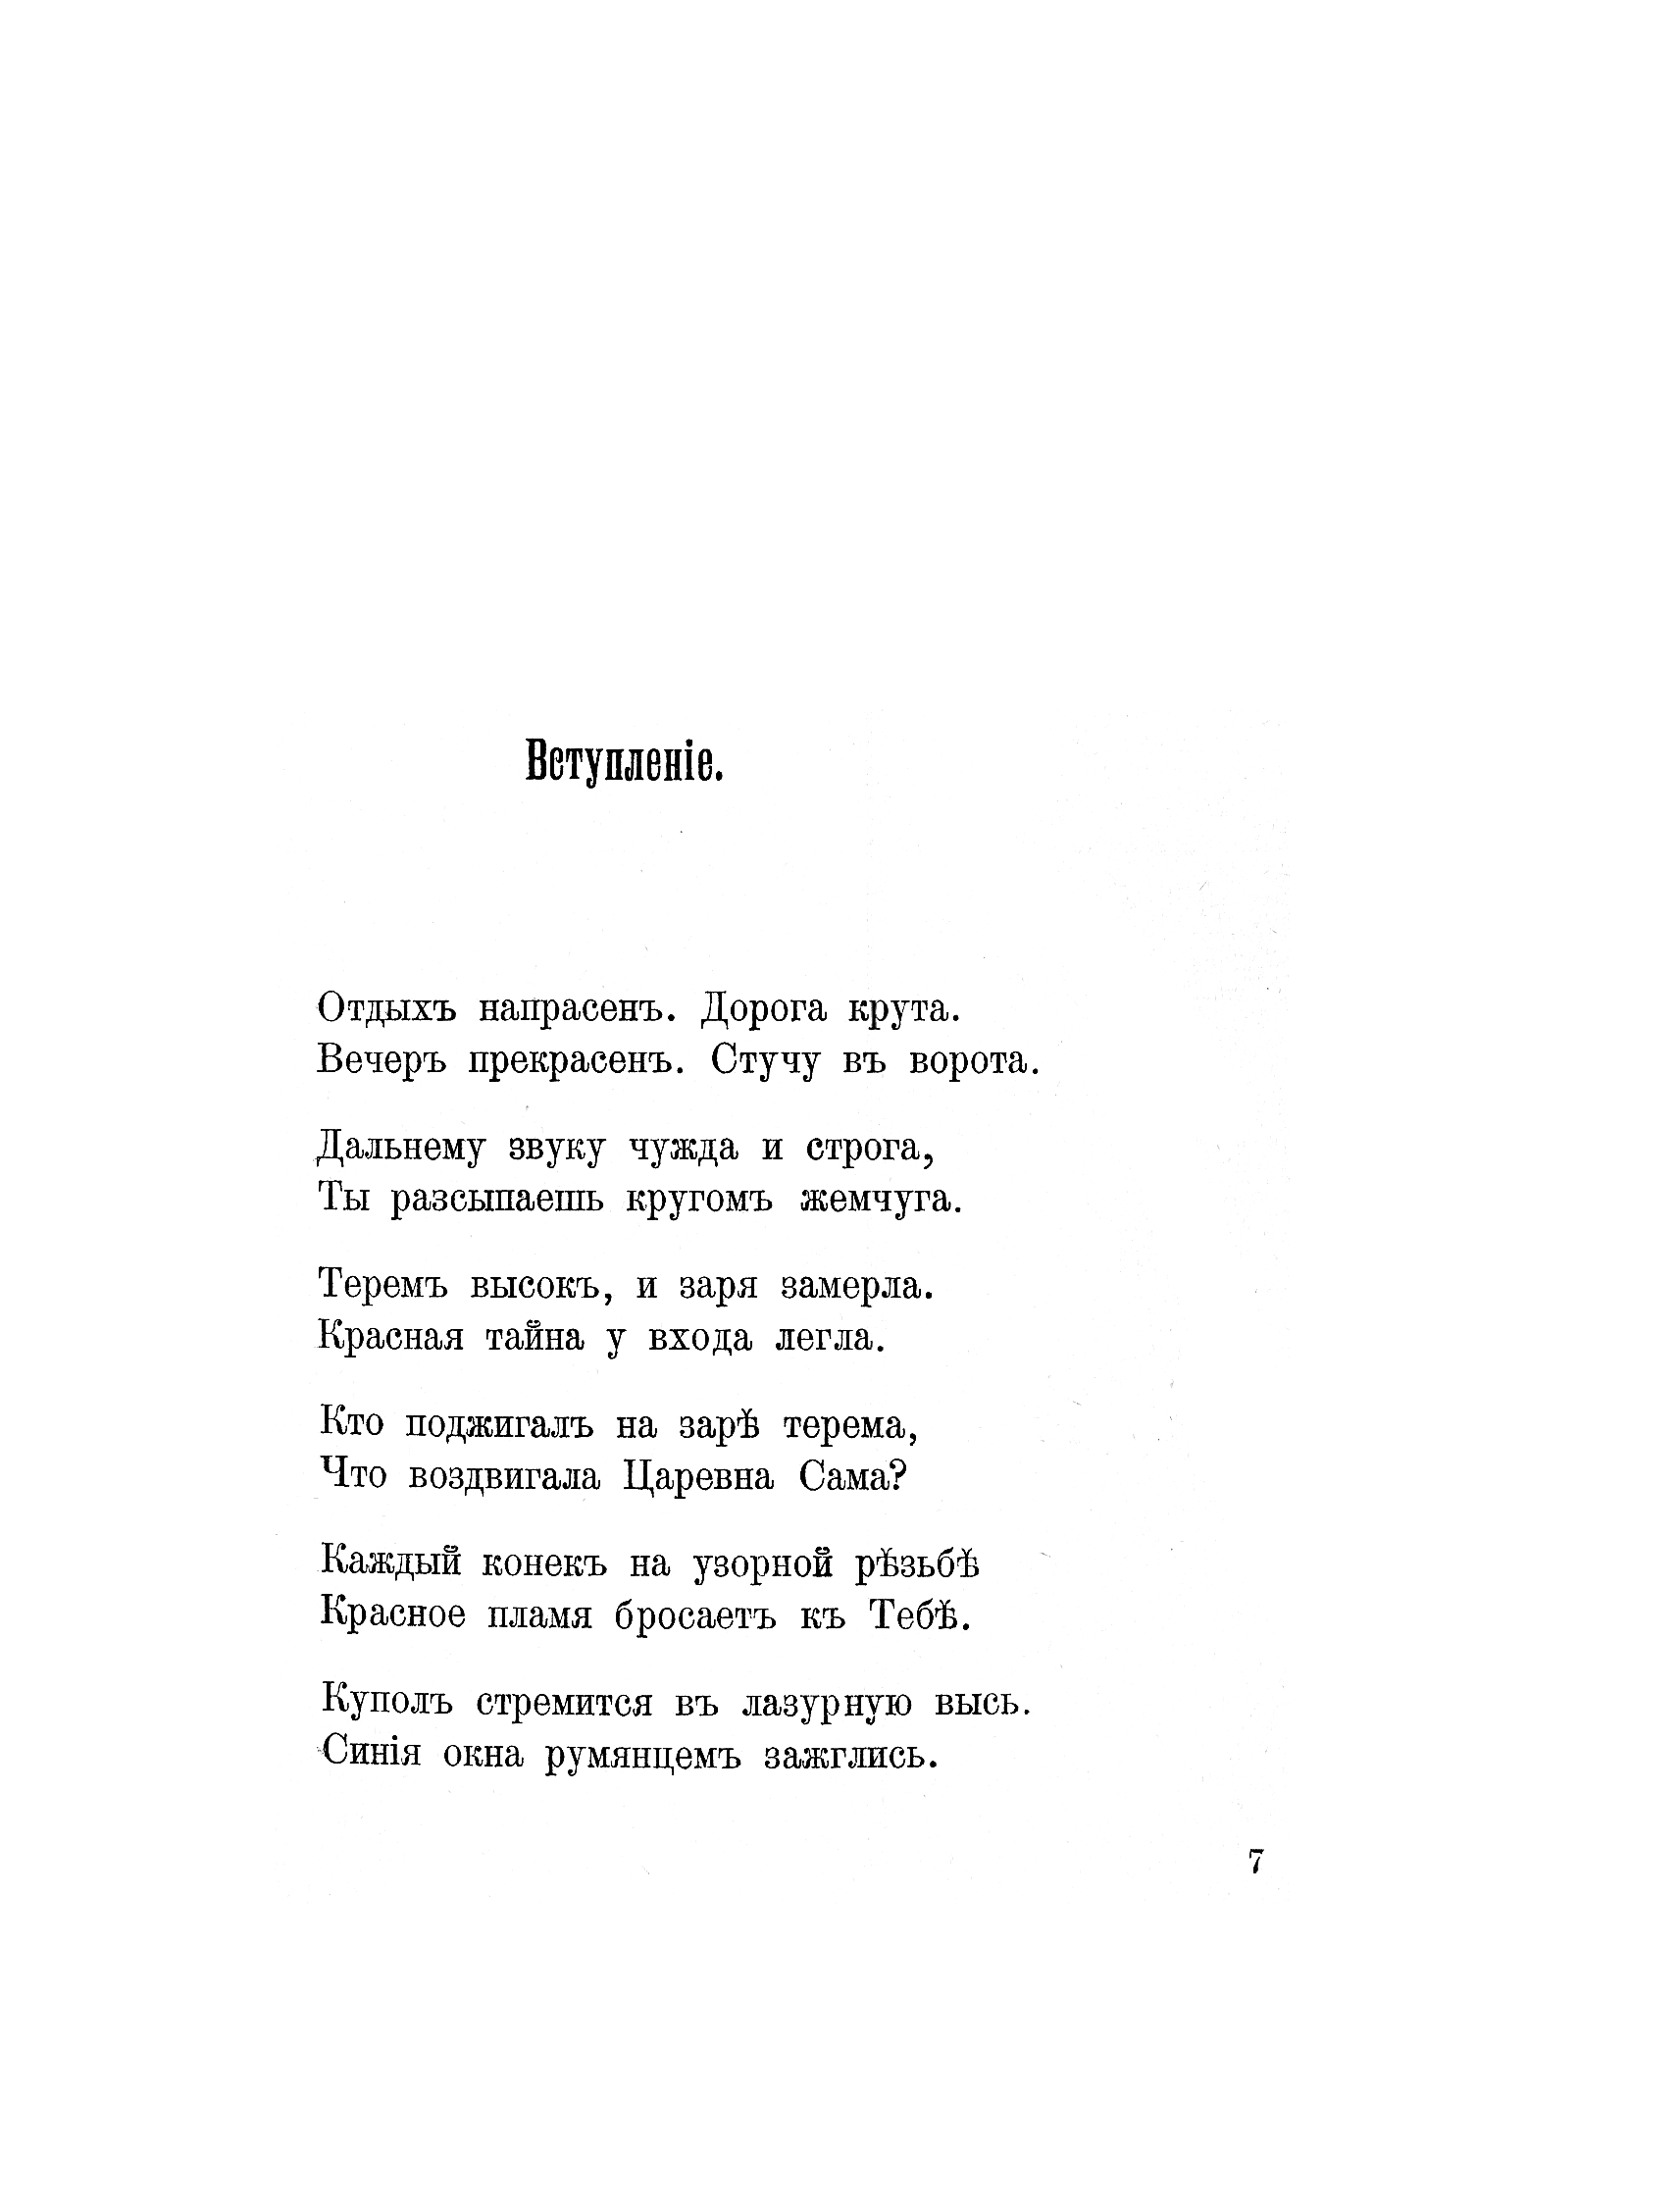 Вступленіе.
Отдыхъ напрасенъ. Дорога крута.
Вечеръ прекрасенъ. Стучу въ ворота.
Дальнему звуку чужда и строга,
Ты разсыпаешь кругомъ жемчуга.
Теремъ высокъ, и заря замерла.
Красная тайна у входа легла.
Кто поджигалъ на зарѣ терема,
Что воздвигала Царевна Сама?
Каждый конекъ на узорной рѣзьбѣ
Красное пламя бросаетъ къ Тебѣ.
Куполъ стремится въ лазурную высь.
Синія окна румянцемъ зажглись.
7